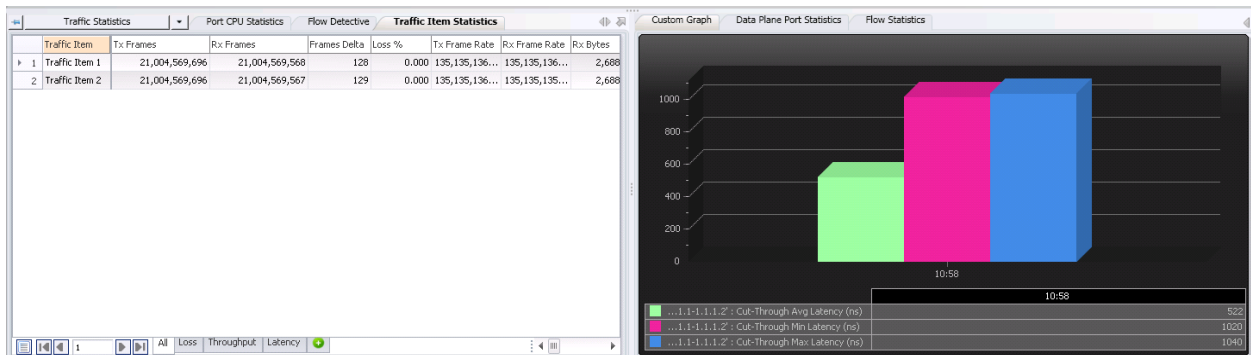 Traffic Statistics Port CPU Statistics Flow Detective Traffic Item Statistics
Traffic Item Tx Frames Rx Frames Frames Delta Loss % Tx Frame Rate Rx Frame Rate Rx Bytes
1 Traffic Item 1 21,004,569,696 21,004,569,568 128 0.000 135,135,136... 135,135,136... 2,688
2 Traffic Item 2 21,004,569,696 21,004,569,567 129 0.000 135,135,136... 135,135,135... 2,688
1 All Loss Throughput Latency
Custom Graph Data Plane Port Statistics Flow Statistics
1000
800
600
400
200
0
10:58
10:58
...1.1-1.1.1.2' : Cut-Through Avg Latency (ns) 522
...1.1-1.1.1.2' : Cut-Through Min Latency (ns) 1020
...1.1-1.1.1.2' : Cut-Through Max Latency (ns) 1040